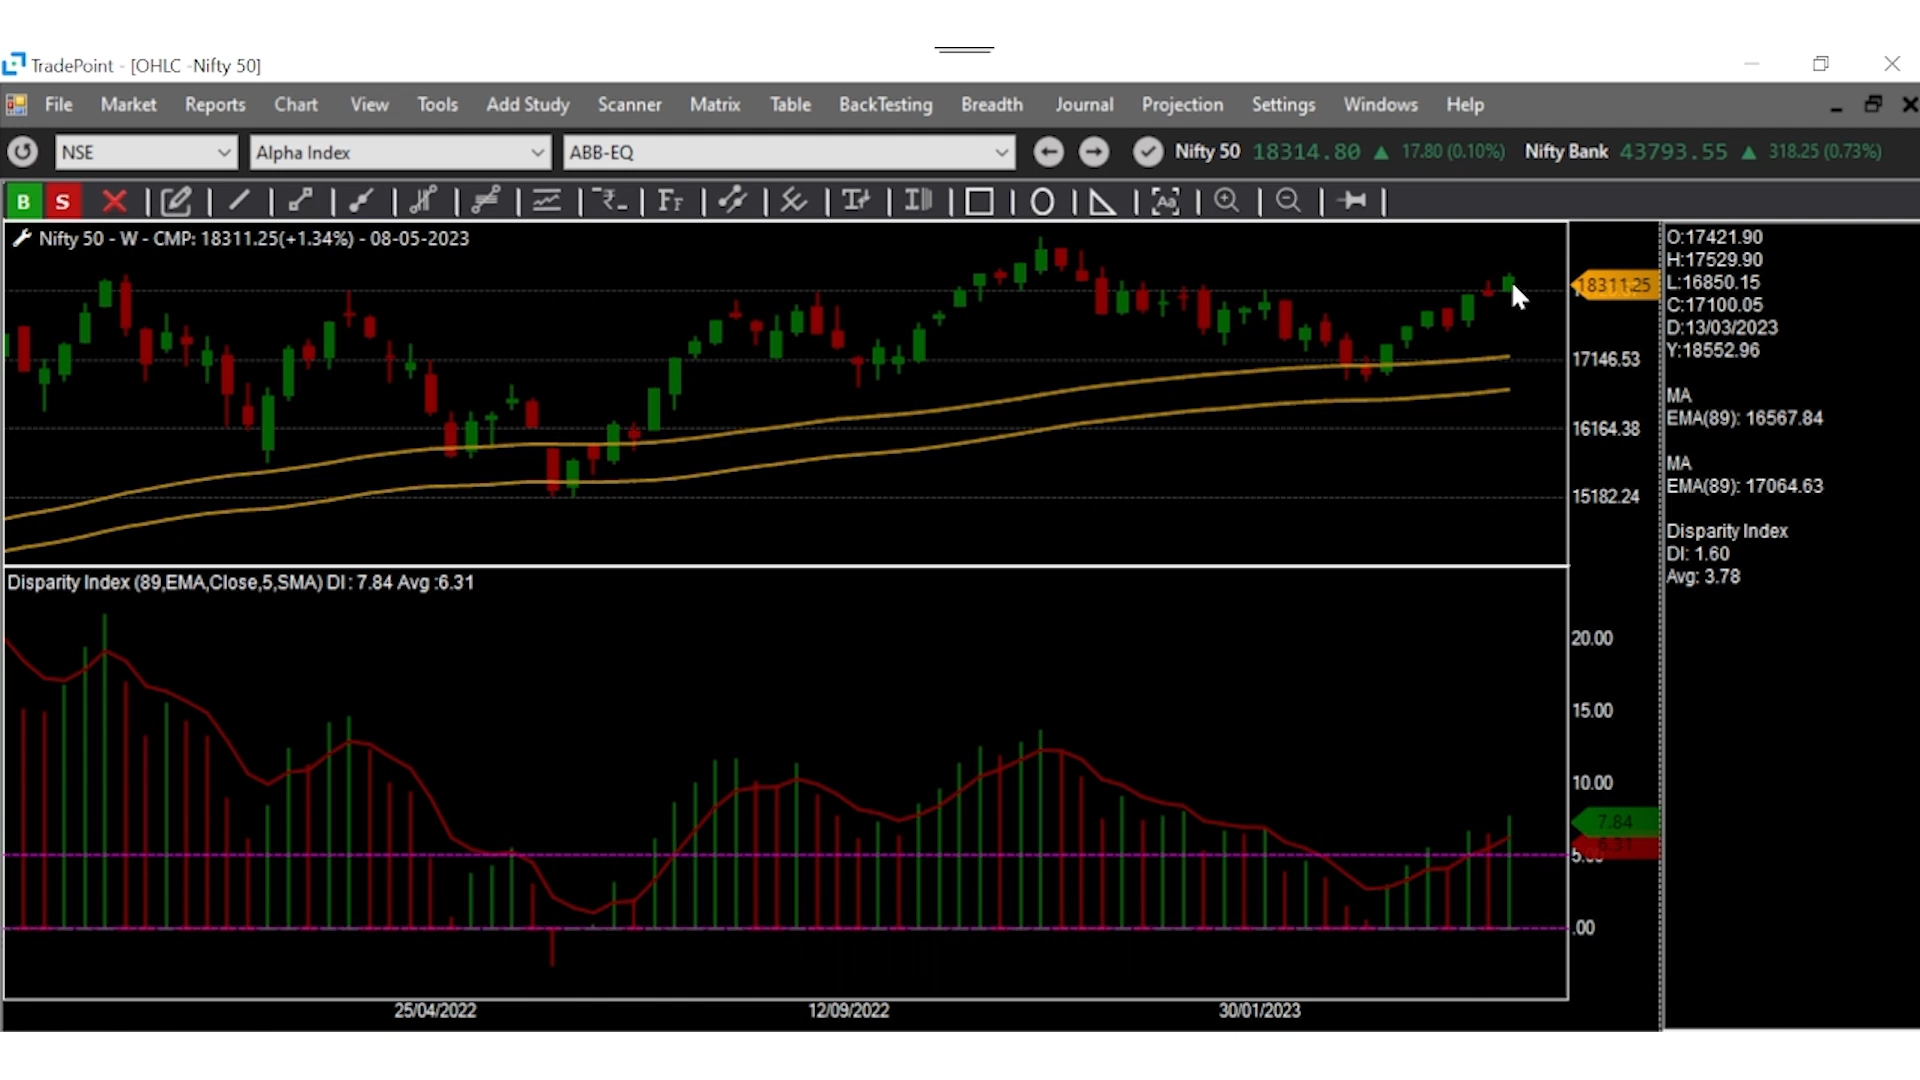 TradePoint - [OHLC -Nifty 50]
File Market Reports Chart View Tools Add Study Scanner Matrix Table BackTesting Breadth Journal Projection Settings Windows Help
NSE Alpha Index ABB-EQ Nifty 50 18314.80 ▲ 17.80 (0.10%) Nifty Bank 43793.55 ▲ 318.25 (0.73%)
B S
Nifty 50 - W - CMP: 18311.25(+1.34%) - 08-05-2023
18311.25
17146.53
16164.38
15182.24
O:17421.90
H:17529.90
L:16850.15
C:17100.05
D:13/03/2023
Y:18552.96
MA
EMA(89): 16567.84
MA
EMA(89): 17064.63
Disparity Index
DI: 1.60
Avg: 3.78
Disparity Index (89,EMA,Close,5,SMA) DI : 7.84 Avg :6.31
20.00
15.00
10.00
7.84
6.31
5.00
.00
25/04/2022 12/09/2022 30/01/2023